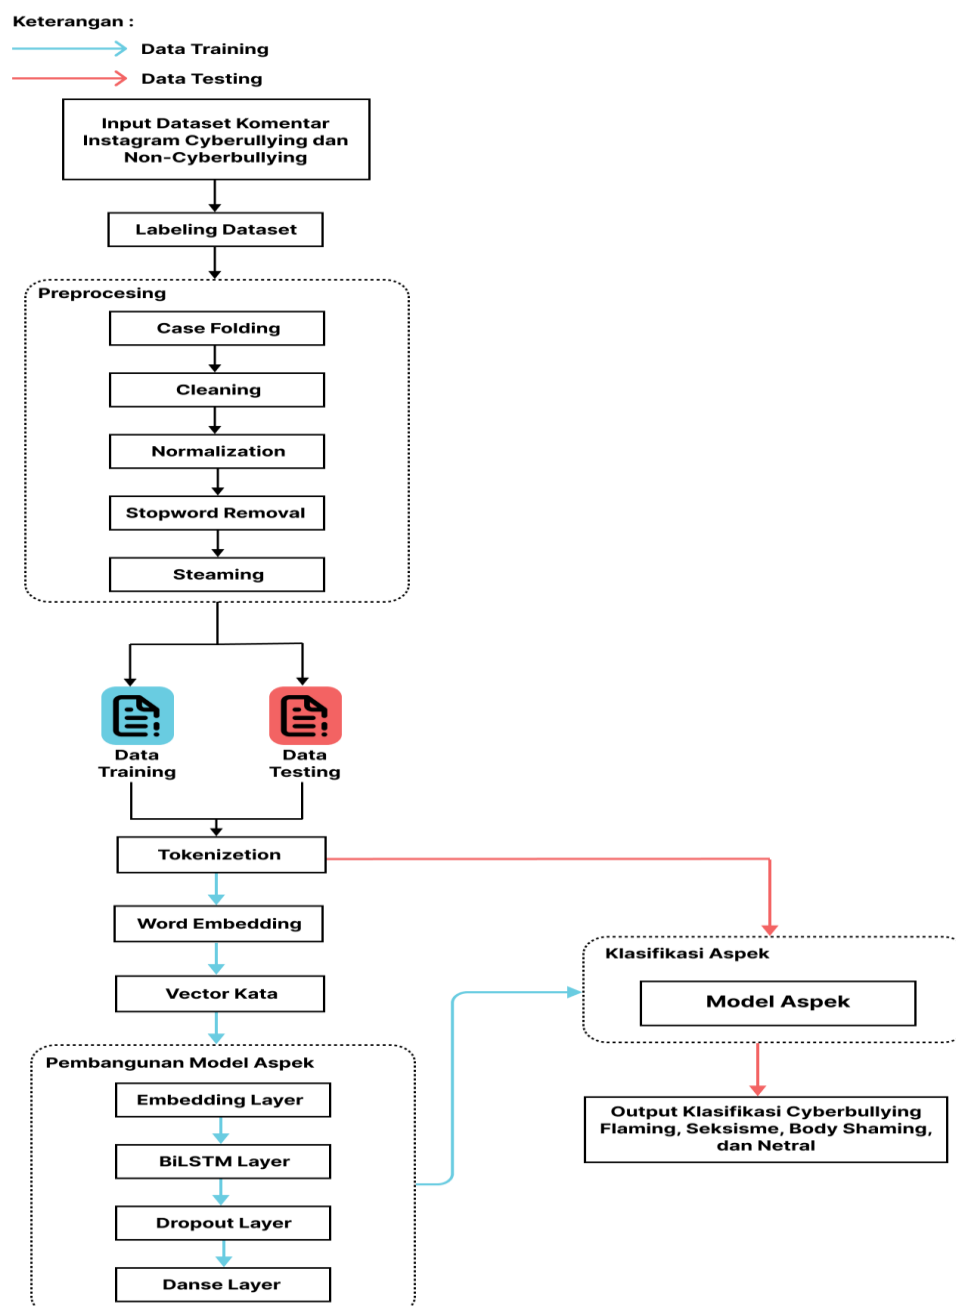 Keterangan :
Data Training
Data Testing
Input Dataset Komentar
Instagram Cyberullying dan
Non-Cyberbullying
Labeling Dataset
Preprocesing
Case Folding
Cleaning
Normalization
Stopword Removal
Steaming
Data
Training
Data
Testing
Tokenizetion
Word Embedding
Vector Kata
Pembangunan Model Aspek
Embedding Layer
BiLSTM Layer
Dropout Layer
Danse Layer
Klasifikasi Aspek
Model Aspek
Output Klasifikasi Cyberbullying
Flaming, Seksisme, Body Shaming,
dan Netral